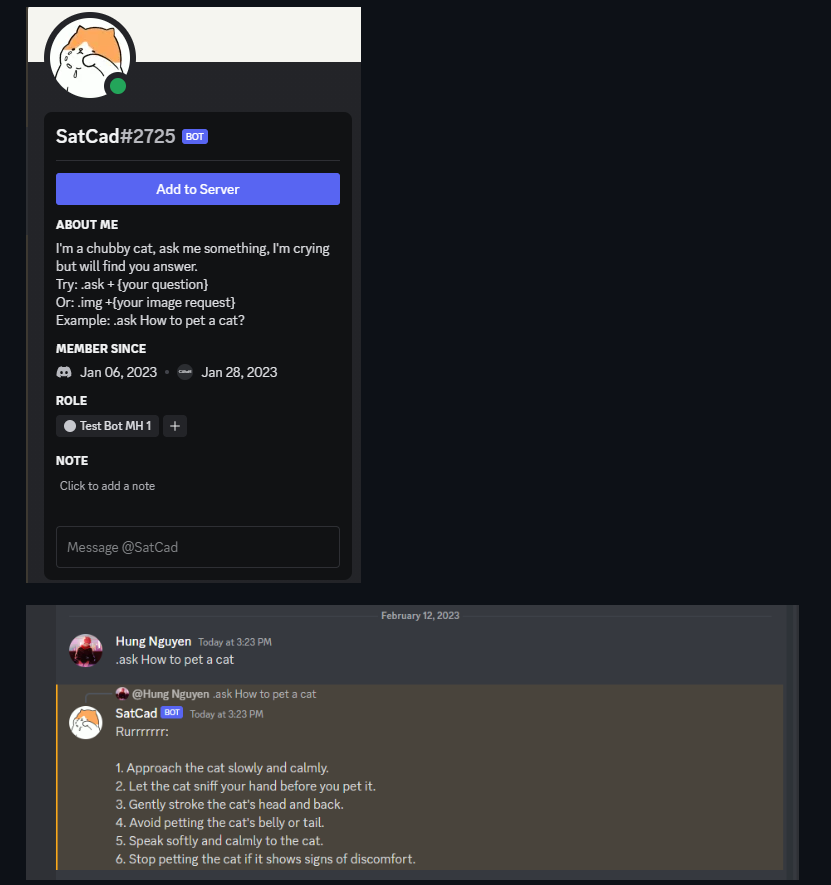 SatCad#2725 BOT
Add to Server
ABOUT ME
I'm a chubby cat, ask me something, I'm crying
but will find you answer.
Try: .ask + {your question}
Or: .img +{your image request}
Example: .ask How to pet a cat?
MEMBER SINCE
Jan 06, 2023 • Jan 28, 2023
ROLE
Test Bot MH 1 +
NOTE
Click to add a note
Message @SatCad
February 12, 2023
Hung Nguyen Today at 3:23 PM
.ask How to pet a cat
@Hung Nguyen .ask How to pet a cat
SatCad BOT Today at 3:23 PM
Rurrrrrrr:
1. Approach the cat slowly and calmly.
2. Let the cat sniff your hand before you pet it.
3. Gently stroke the cat's head and back.
4. Avoid petting the cat's belly or tail.
5. Speak softly and calmly to the cat.
6. Stop petting the cat if it shows signs of discomfort.